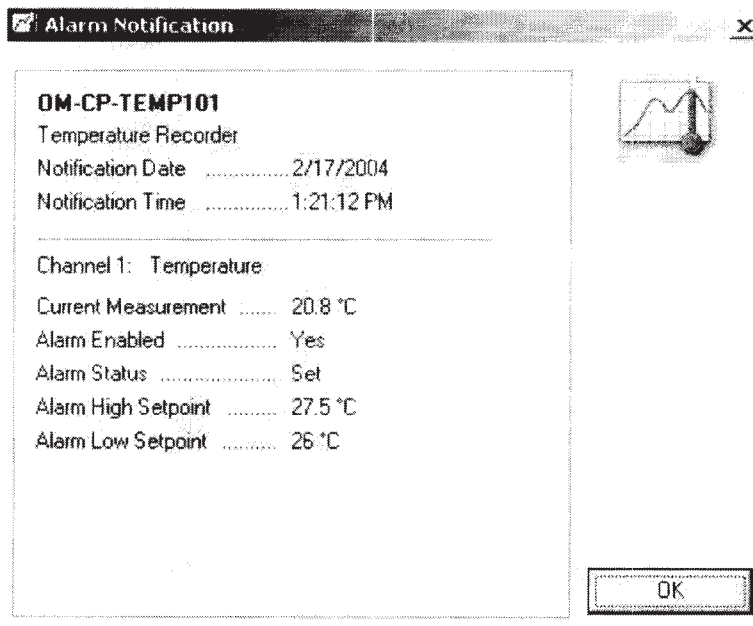 Alarm Notification
OM-CP-TEMP101
Temperature Recorder
Notification Date ..............2/17/2004
Notification Time ..............1:21:12 PM
Channel 1: Temperature
Current Measurement ....... 20.8 °C
Alarm Enabled .................. Yes
Alarm Status ..................... Set
Alarm High Setpoint ......... 27.5 °C
Alarm Low Setpoint .......... 26 °C
OK